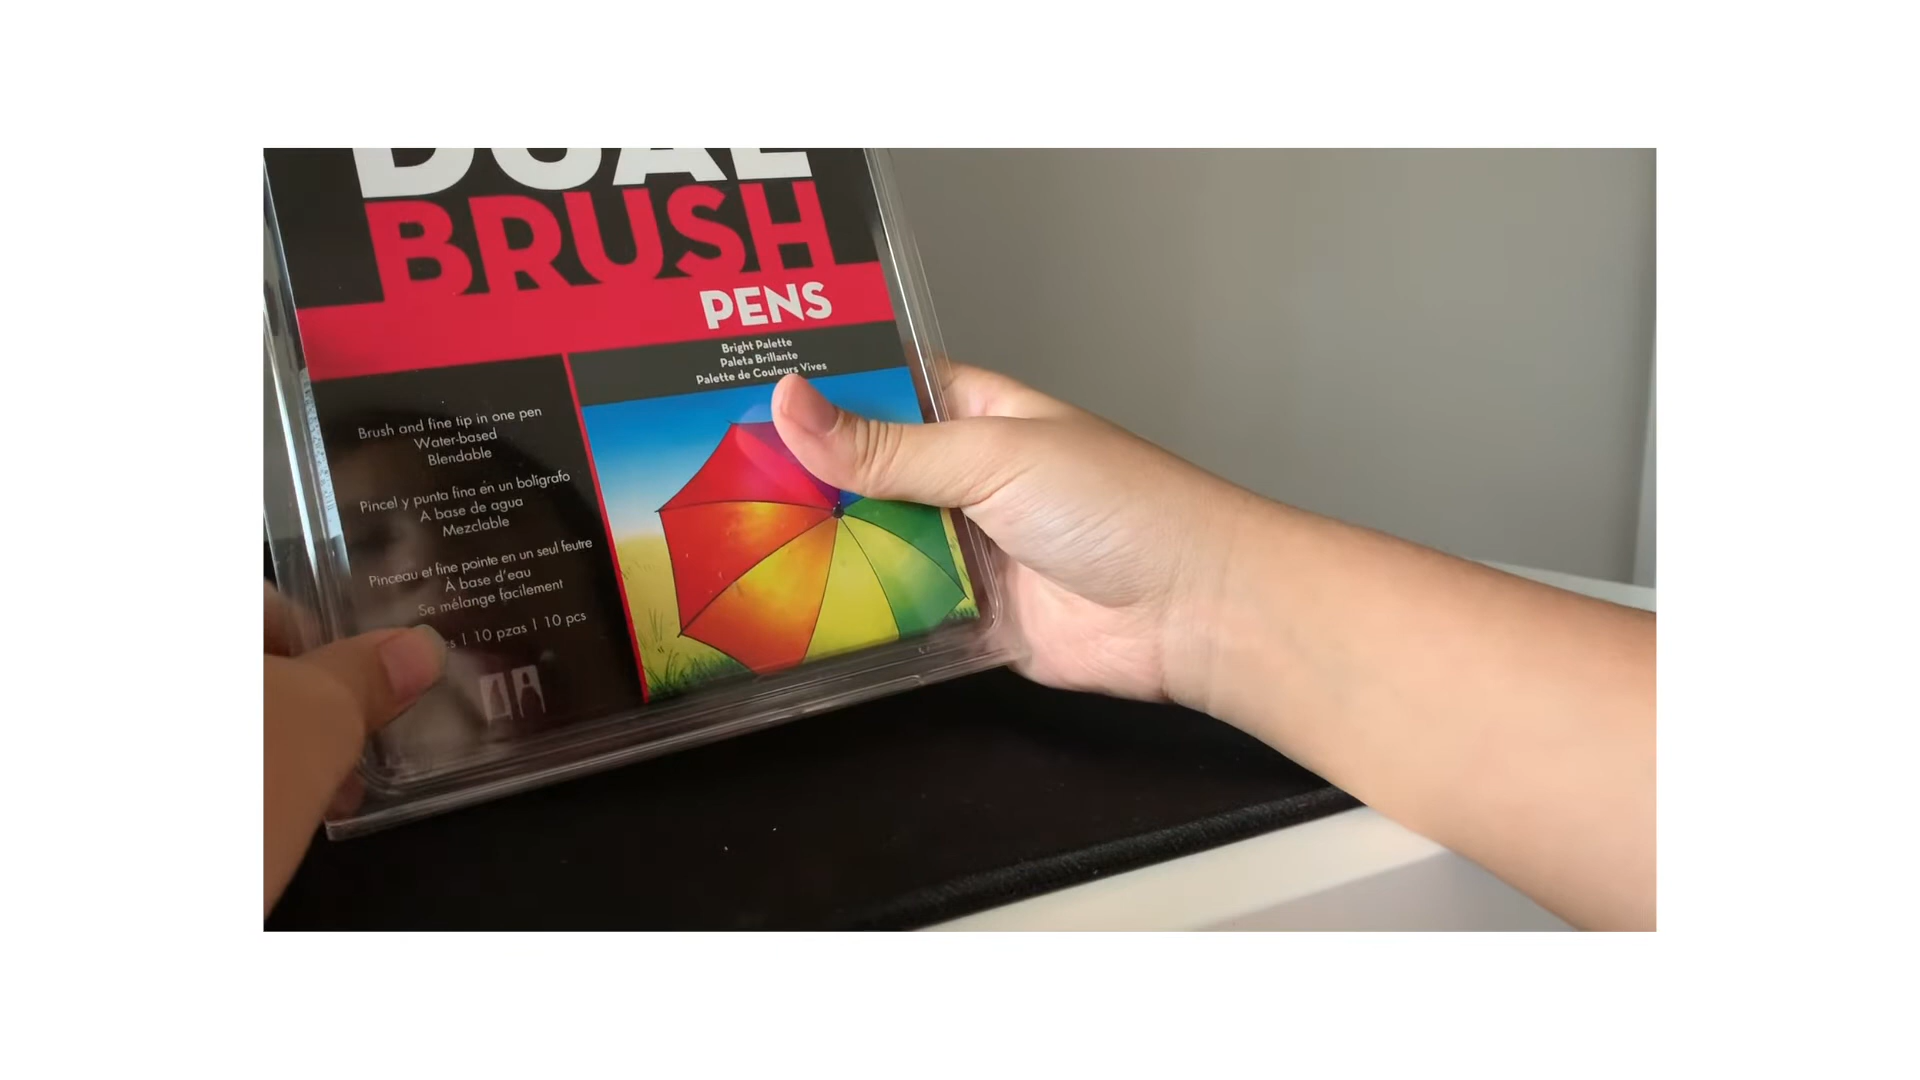 DUAL
BRUSH
PENS
Bright Palette
Paleta Brillante
Palette de Couleurs Vives
Brush and fine tip in one pen
Water-based
Blendable
Pincel y punta fina en un bolígrafo
A base de agua
Mezclable
Pinceau et fine pointe en un seul feutre
À base d'eau
Se mélange facilement
| 10 pzas | 10 pcs